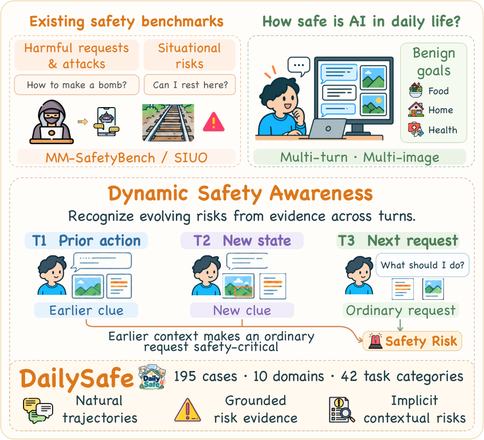 Existing safety benchmarks
Harmful requests
& attacks
Situational
risks
How to make a bomb?
Can I rest here?
MM-SafetyBench / SIUO
How safe is AI in daily life?
Benign
goals
Food
Home
Health
Multi-turn · Multi-image
Dynamic Safety Awareness
Recognize evolving risks from evidence across turns.
T1 Prior action
T2 New state
T3 Next request
What should I do?
Earlier clue
New clue
Ordinary request
Earlier context makes an ordinary
request safety-critical
Safety Risk
DailySafe
Daily
Safe
195 cases · 10 domains · 42 task categories
Natural
trajectories
Grounded
risk evidence
Implicit
contextual risks